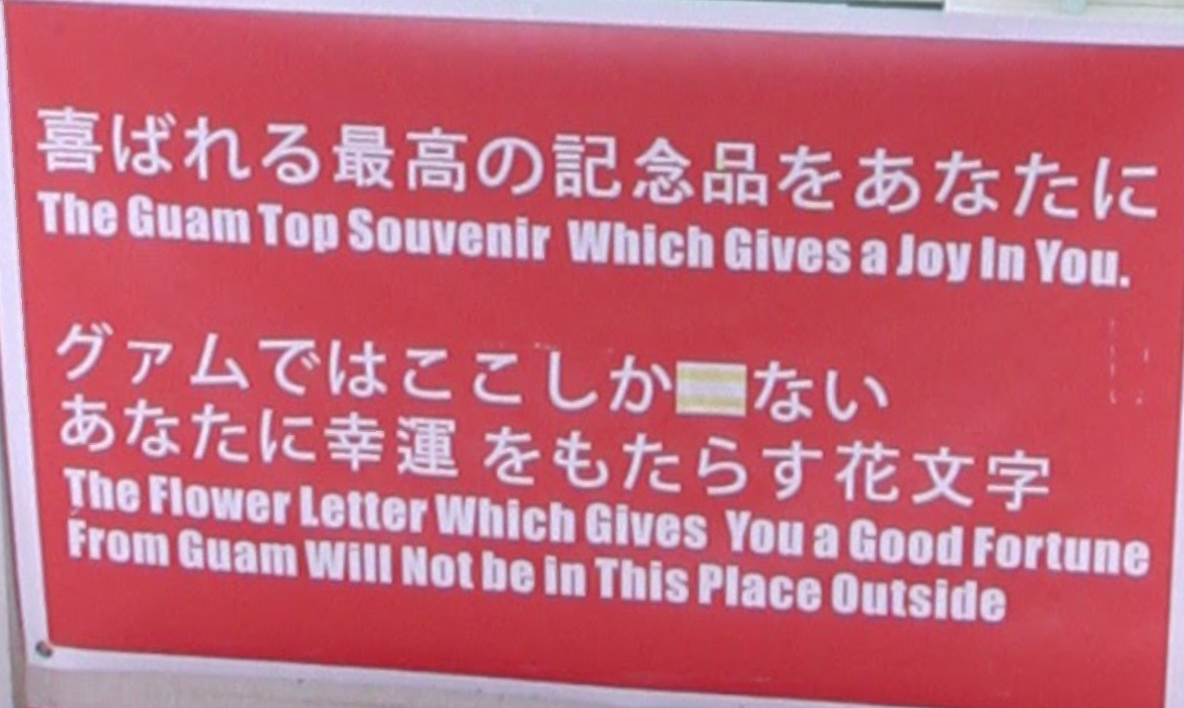 喜ばれる最高の記念品をあなたに
The Guam Top Souvenir Which Gives a Joy In You.
グァムではここしかない
あなたに幸運 をもたらす花文字
The Flower Letter Which Gives You a Good Fortune
From Guam Will Not be in This Place Outside